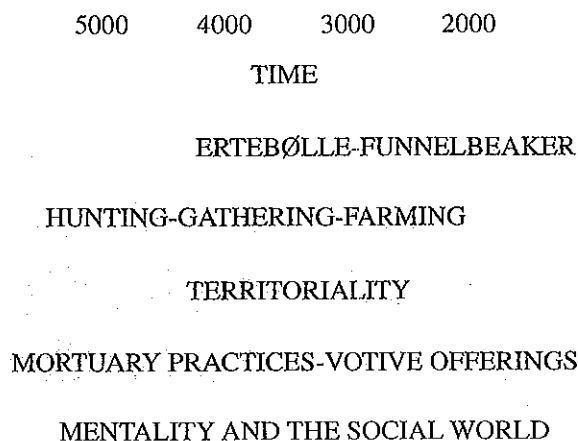 5000 4000 3000 2000
TIME
ERTEBØLLE-FUNNELBEAKER
HUNTING-GATHERING-FARMING
TERRITORIALITY
MORTUARY PRACTICES-VOTIVE OFFERINGS
MENTALITY AND THE SOCIAL WORLD